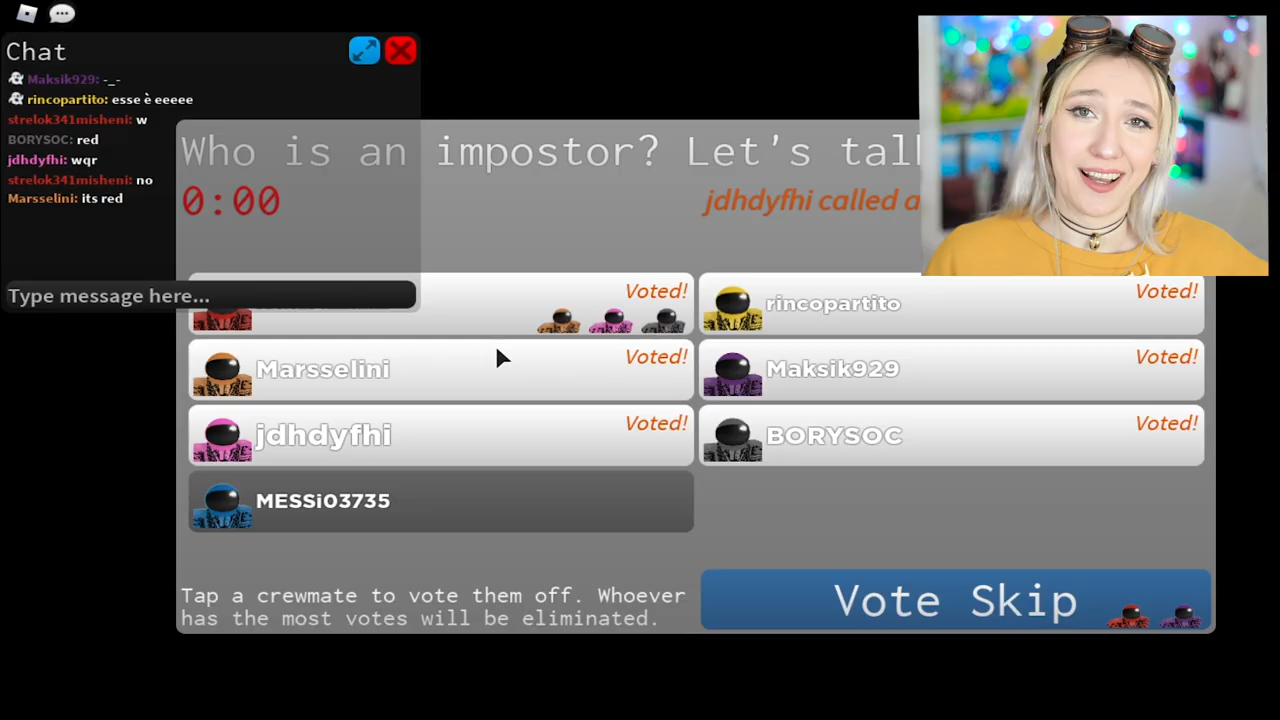 Chat
Maksik929: -_-
rincopartito: esse è eeeee
strelok341misheni: w
BORYSOC: red
jdhdyfhi: wqr
strelok341misheni: no
Marsselini: its red
Type message here...
Who is an impostor? Let's talk
0:00
jdhdyfhi called a
Voted!
rincopartito
Voted!
Marsselini
Voted!
Maksik929
Voted!
jdhdyfhi
Voted!
BORYSOC
Voted!
MESSi03735
Tap a crewmate to vote them off. Whoever
has the most votes will be eliminated.
Vote Skip